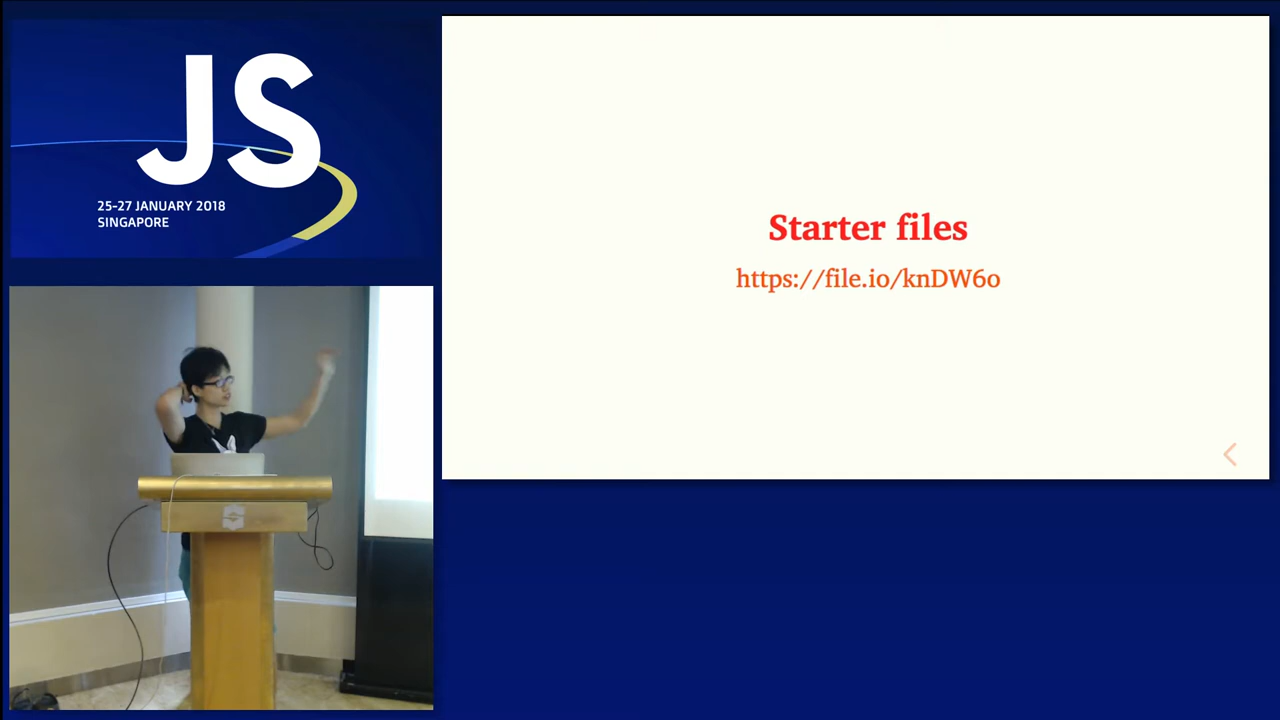 JS
25-27 JANUARY 2018
SINGAPORE
Starter files
https://file.io/knDW6o